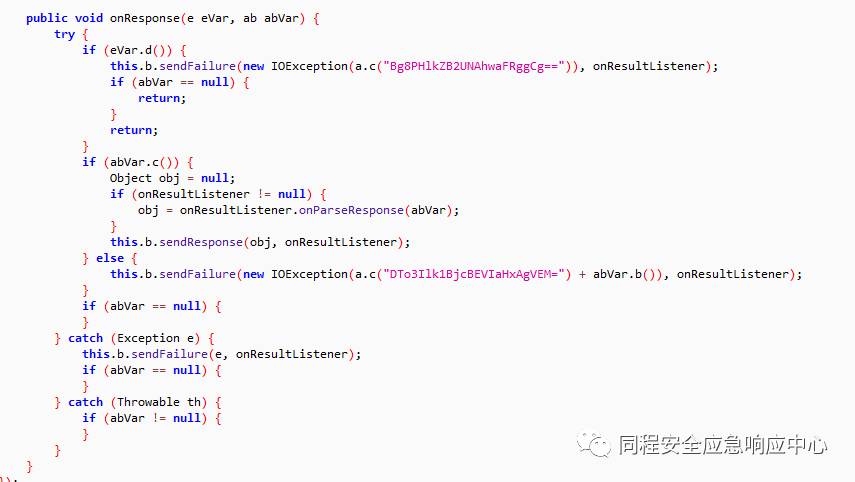 public void onResponse(e eVar, ab abVar) {
    try {
        if (eVar.d()) {
            this.b.sendFailure(new IOException(a.c("Bg8PHlkZB2UNAhwaFRggCg==")), onResultListener);
            if (abVar == null) {
                return;
            }
            return;
        }
        if (abVar.c()) {
            Object obj = null;
            if (onResultListener != null) {
                obj = onResultListener.onParseResponse(abVar);
            }
            this.b.sendResponse(obj, onResultListener);
        } else {
            this.b.sendFailure(new IOException(a.c("DTo3Ilk1BjcBEVIaHxAgVEM=") + abVar.b()), onResultListener);
        }
        if (abVar == null) {
        }
    } catch (Exception e) {
        this.b.sendFailure(e, onResultListener);
        if (abVar == null) {
        }
    } catch (Throwable th) {
        if (abVar != null) {
        }
    }
}
});
同程安全应急响应中心